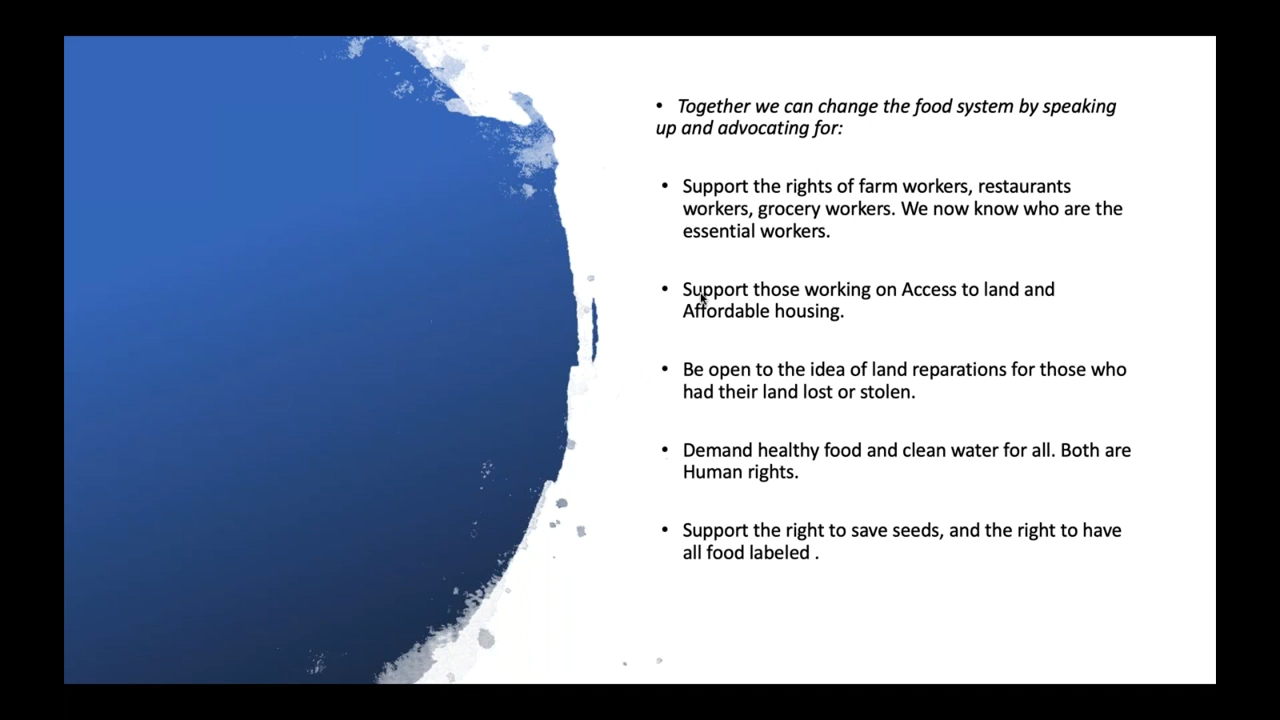 • Together we can change the food system by speaking
up and advocating for:
• Support the rights of farm workers, restaurants
workers, grocery workers. We now know who are the
essential workers.
• Support those working on Access to land and
Affordable housing.
• Be open to the idea of land reparations for those who
had their land lost or stolen.
• Demand healthy food and clean water for all. Both are
Human rights.
• Support the right to save seeds, and the right to have
all food labeled .